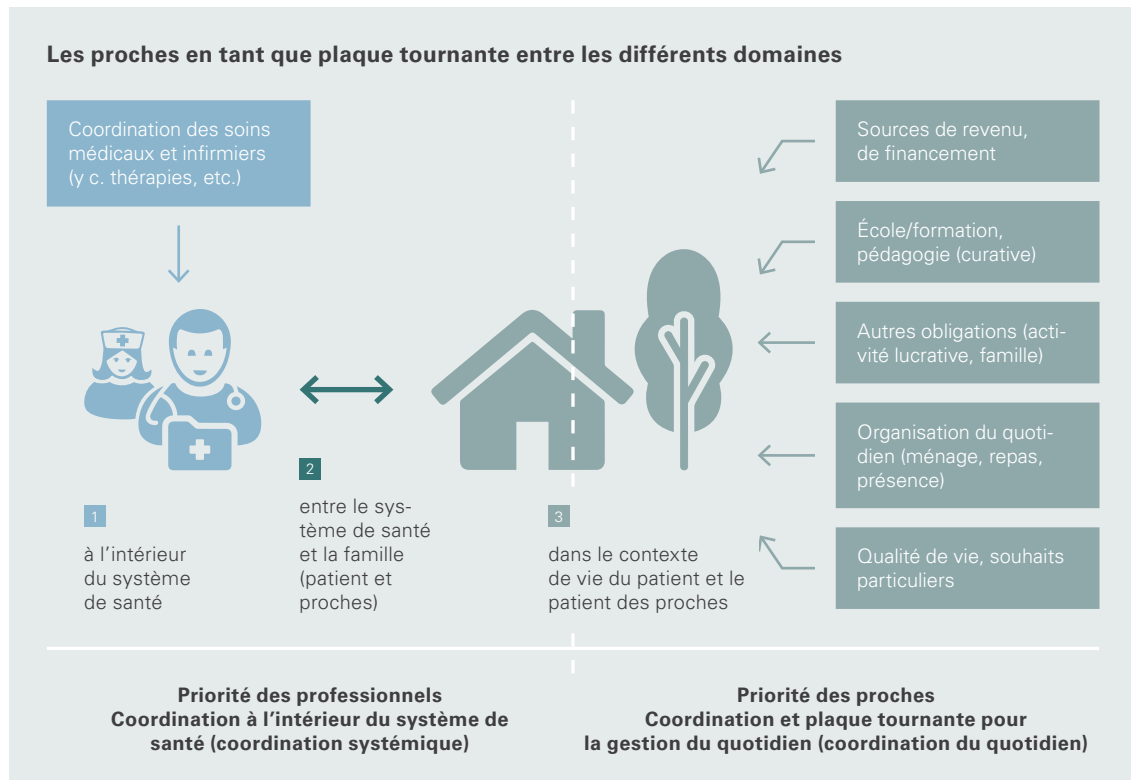 Les proches en tant que plaque tournante entre les différents domaines
Coordination des soins
médicaux et infirmiers
(y c. thérapies, etc.)
Sources de revenu,
de financement
École/formation,
pédagogie (curative)
Autres obligations (acti-
vité lucrative, famille)
Organisation du quoti-
dien (ménage, repas,
présence)
Qualité de vie, souhaits
particuliers
1
à l’intérieur
du système
de santé
2
entre le sys-
tème de santé
et la famille
(patient et
proches)
3
dans le contexte
de vie du patient et le
patient des proches
Priorité des professionnels
Coordination à l’intérieur du système de
santé (coordination systémique)
Priorité des proches
Coordination et plaque tournante pour
la gestion du quotidien (coordination du quotidien)